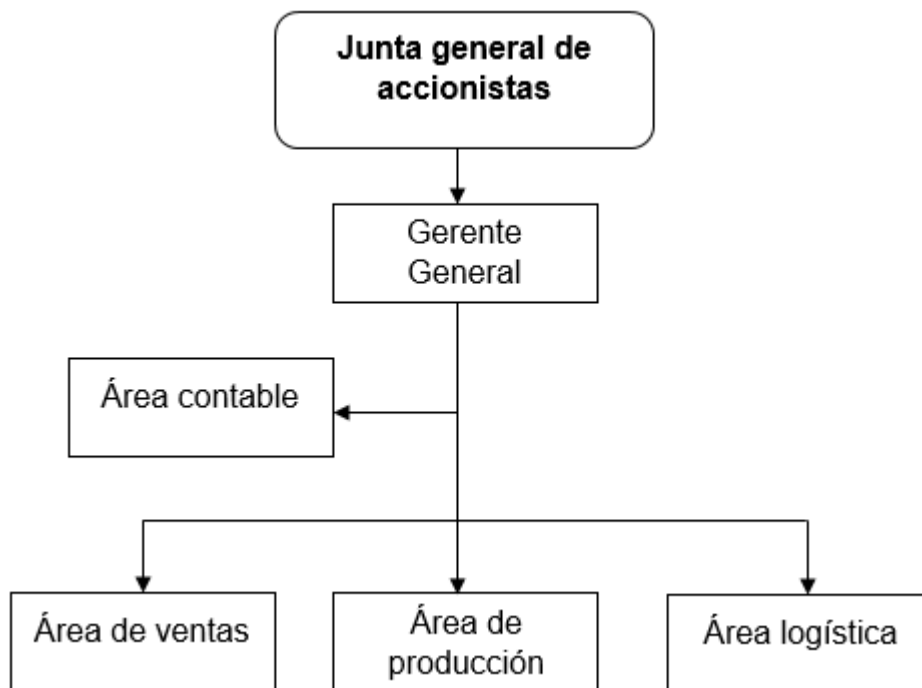 Junta general de
accionistas
Gerente
General
Área contable
Área de ventas
Área de
producción
Área logística